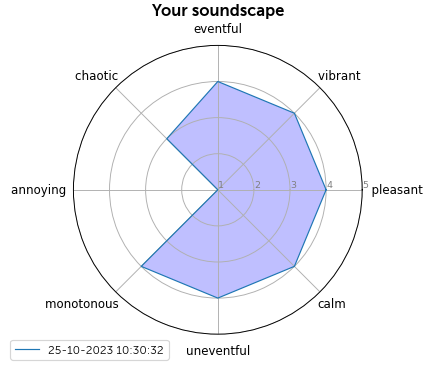 Your soundscape
eventful
chaotic
vibrant
annoying
1 2 3 4 5
pleasant
monotonous
calm
uneventful
25-10-2023 10:30:32